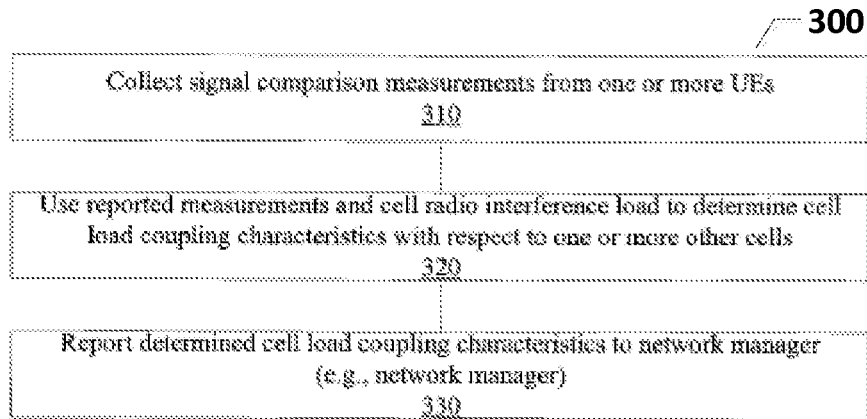 300
Collect signal comparison measurements from one or more UEs
310
Use reported measurements and cell radio interference load to determine cell
load coupling characteristics with respect to one or more other cells
320
Report determined cell load coupling characteristics to network manager
(e.g., network manager)
330